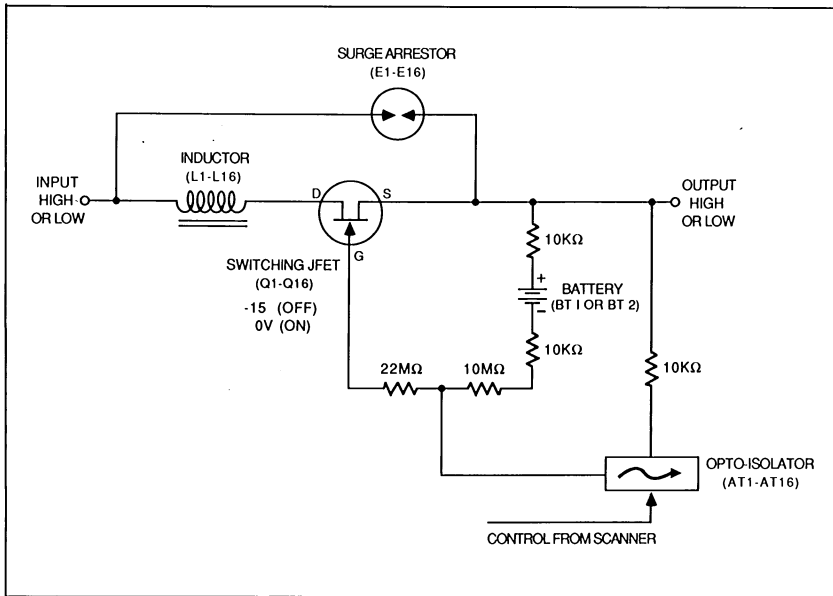 SURGE ARRESTOR
(E1-E16)
INDUCTOR
(L1-L16)
INPUT
HIGH
OR LOW
D
S
G
OUTPUT
HIGH
OR LOW
SWITCHING JFET
(Q1-Q16)
-15 (OFF)
0V (ON)
10KΩ
+
BATTERY
(BT 1 OR BT 2)
−
10KΩ
22MΩ
10MΩ
10KΩ
OPTO-ISOLATOR
(AT1-AT16)
CONTROL FROM SCANNER